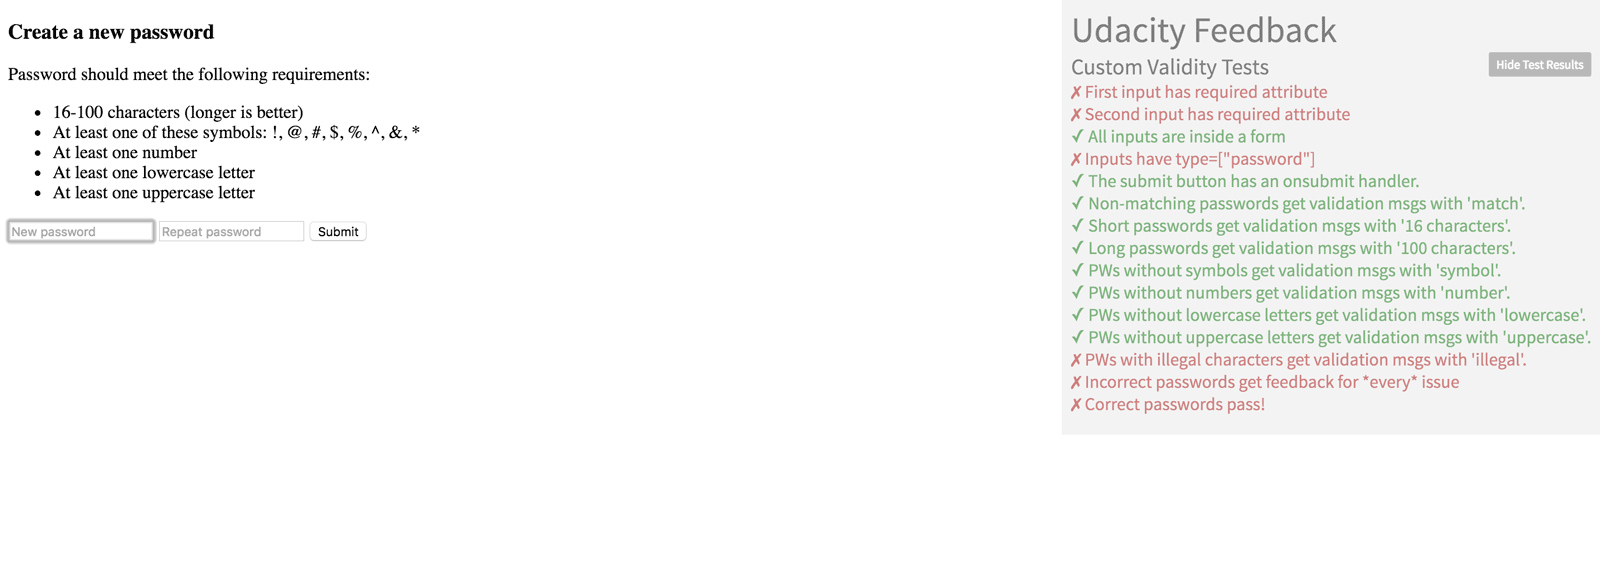 Create a new password
Password should meet the following requirements:
• 16-100 characters (longer is better)
• At least one of these symbols: !, @, #, $, %, ^, &, *
• At least one number
• At least one lowercase letter
• At least one uppercase letter
New password Repeat password Submit
Udacity Feedback
Custom Validity Tests
Hide Test Results
✗ First input has required attribute
✗ Second input has required attribute
✓ All inputs are inside a form
✗ Inputs have type=["password"]
✓ The submit button has an onsubmit handler.
✓ Non-matching passwords get validation msgs with 'match'.
✓ Short passwords get validation msgs with '16 characters'.
✓ Long passwords get validation msgs with '100 characters'.
✓ PWs without symbols get validation msgs with 'symbol'.
✓ PWs without numbers get validation msgs with 'number'.
✓ PWs without lowercase letters get validation msgs with 'lowercase'.
✓ PWs without uppercase letters get validation msgs with 'uppercase'.
✗ PWs with illegal characters get validation msgs with 'illegal'.
✗ Incorrect passwords get feedback for *every* issue
✗ Correct passwords pass!